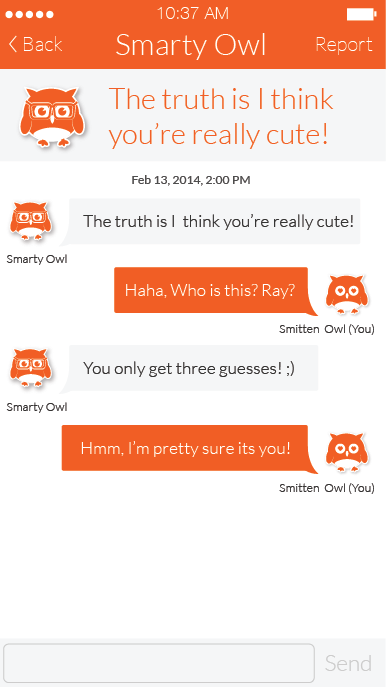 10:37 AM
Back Smarty Owl Report
The truth is I think
you're really cute!
Feb 13, 2014, 2:00 PM
The truth is I think you're really cute!
Smarty Owl
Haha, Who is this? Ray?
Smitten Owl (You)
You only get three guesses! ;)
Smarty Owl
Hmm, I'm pretty sure its you!
Smitten Owl (You)
Send